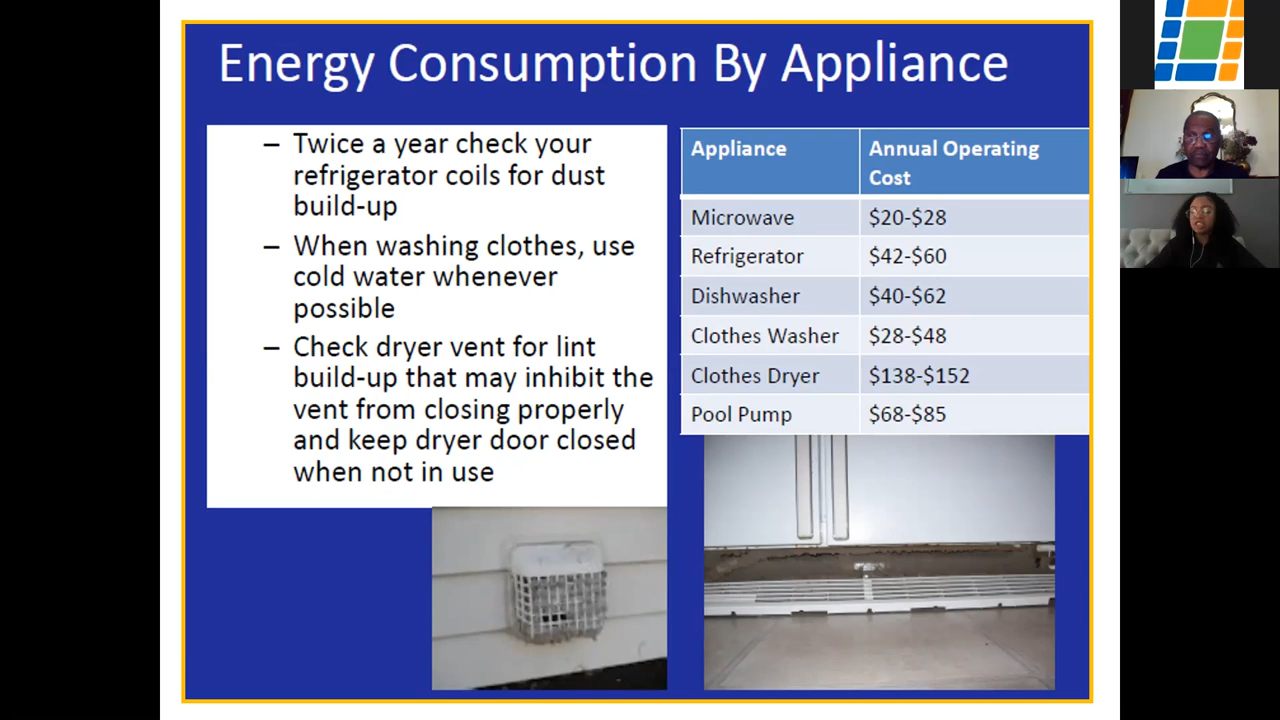 Energy Consumption By Appliance
– Twice a year check your
refrigerator coils for dust
build-up
– When washing clothes, use
cold water whenever
possible
– Check dryer vent for lint
build-up that may inhibit the
vent from closing properly
and keep dryer door closed
when not in use
Appliance Annual Operating
Cost
Microwave $20-$28
Refrigerator $42-$60
Dishwasher $40-$62
Clothes Washer $28-$48
Clothes Dryer $138-$152
Pool Pump $68-$85